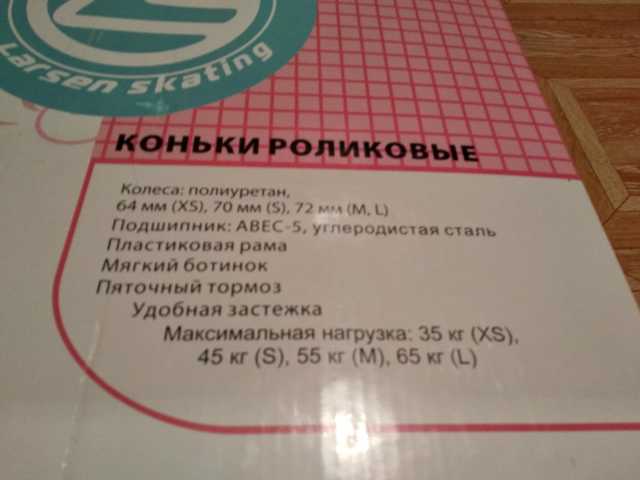 Larsen skating
КОНЬКИ РОЛИКОВЫЕ
Колеса: полиуретан,
64 мм (XS), 70 мм (S), 72 мм (M, L)
Подшипник: ABEC-5, углеродистая сталь
Пластиковая рама
Мягкий ботинок
Пяточный тормоз
Удобная застежка
Максимальная нагрузка: 35 кг (XS),
45 кг (S), 55 кг (M), 65 кг (L)